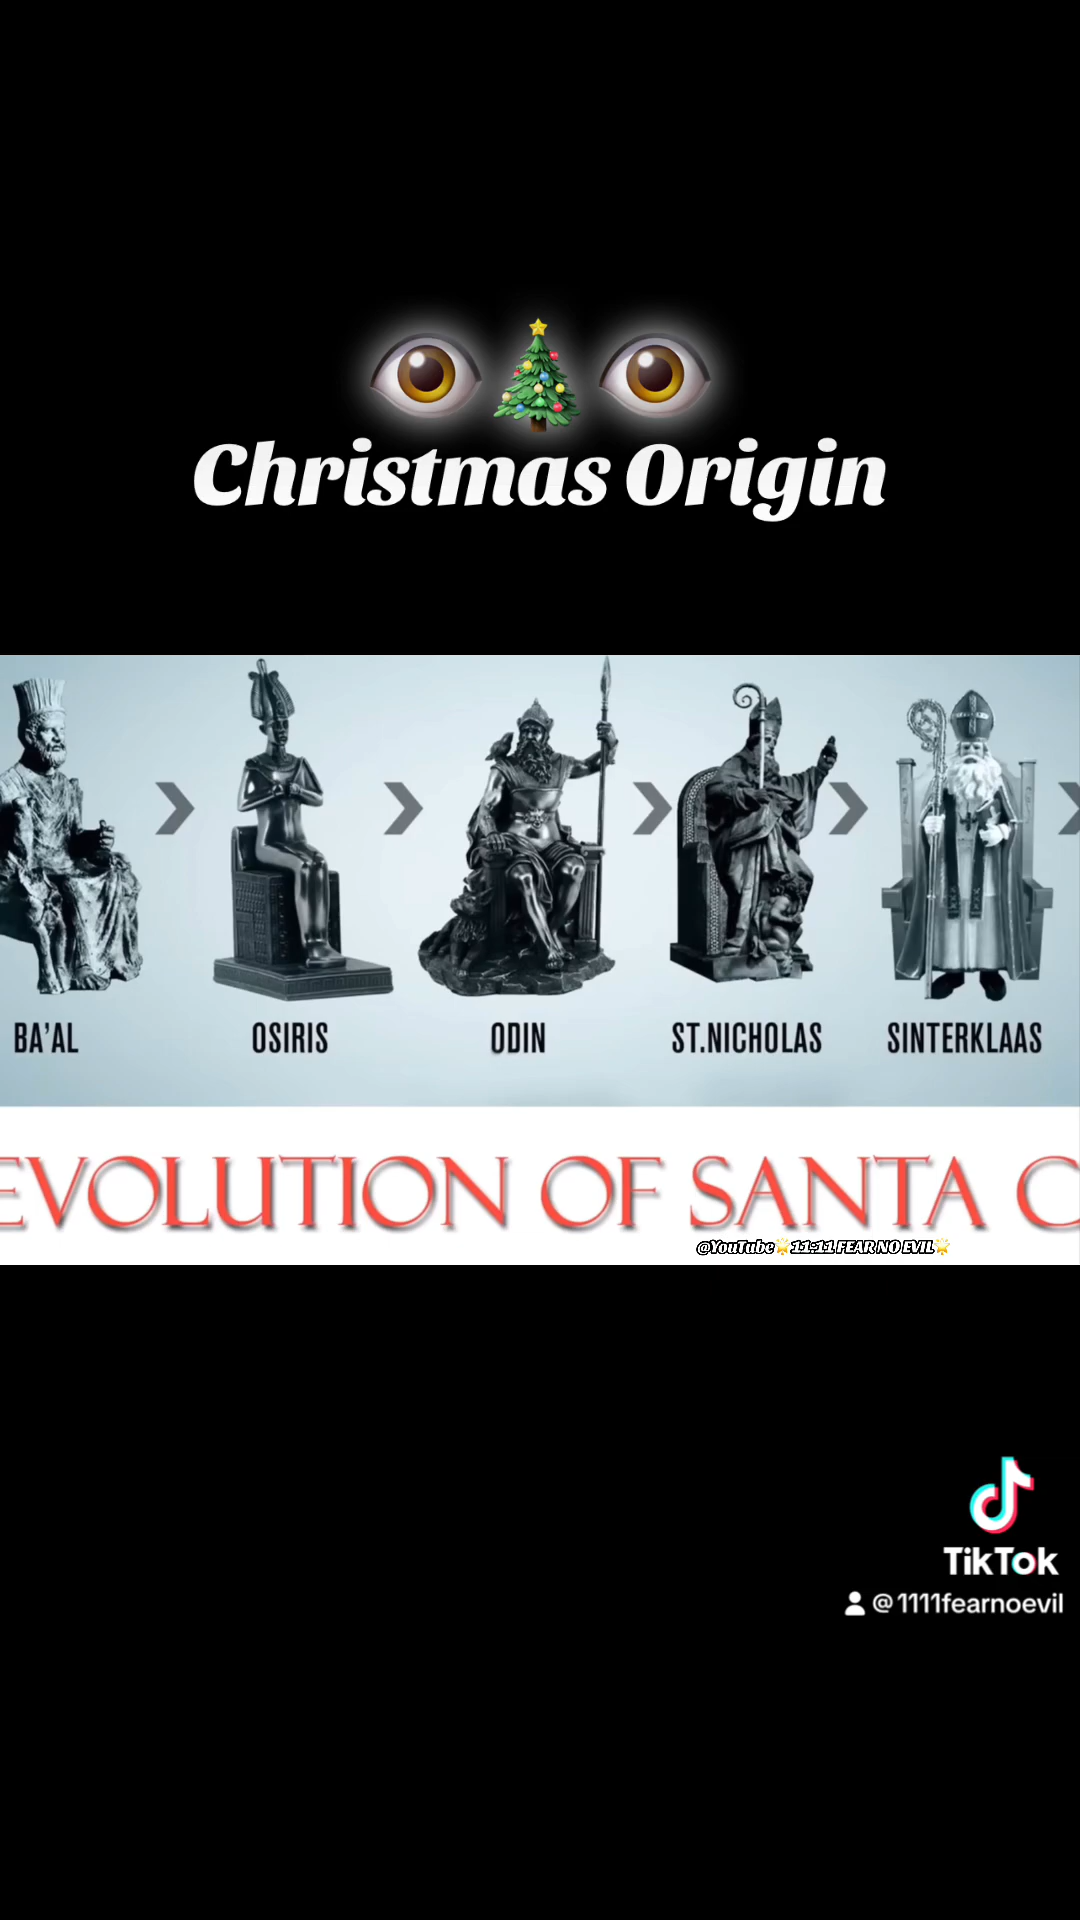 Christmas Origin
BA'AL
OSIRIS
ODIN
ST.NICHOLAS
SINTERKLAAS
EVOLUTION OF SANTA C
@YouTube🌟11:11 FEAR NO EVIL🌟
TikTok
@1111fearnoevil